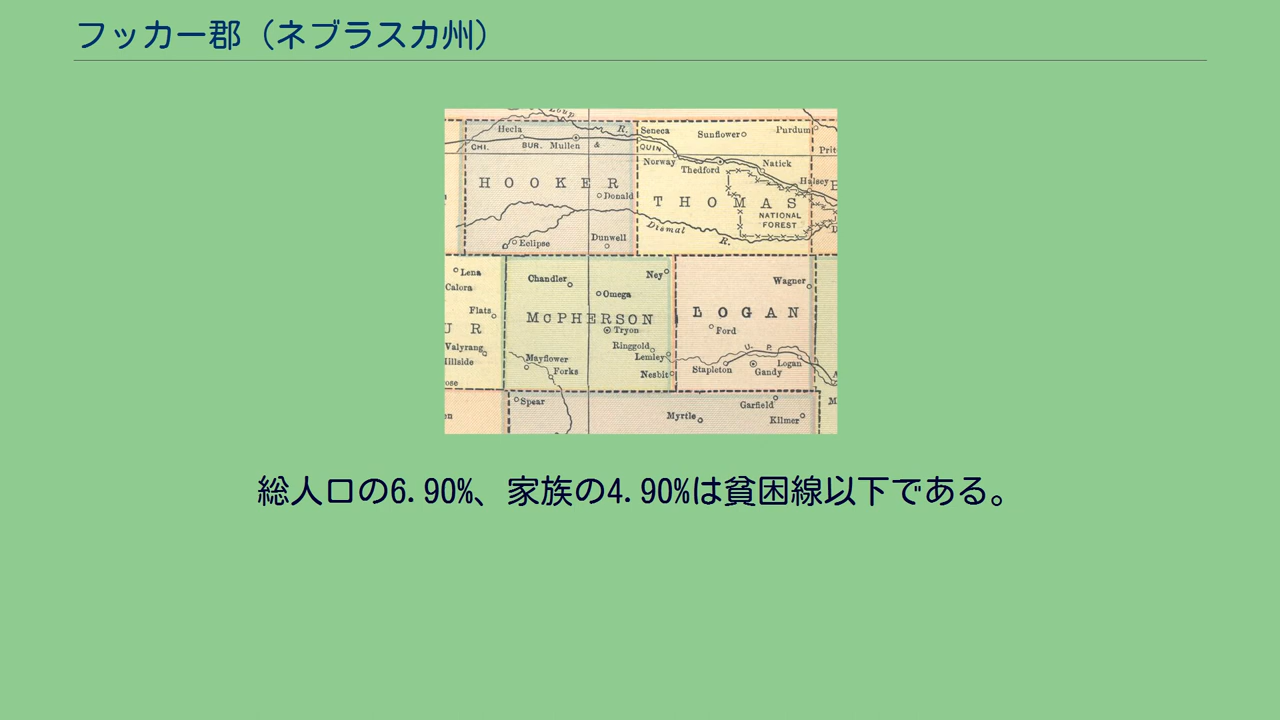 フッカー郡（ネブラスカ州）
Loup
Hecla
R.
Seneca
Sunflower
Purdum
CHI.
BUR.
Mullen
&
QUIN
Norway
Thedford
Natick
Halsey
HOOKER
Donald
THOMAS
NATIONAL
FOREST
Dismal
R.
Eclipse
Dunwell
Lena
Calora
Chandler
Ney
Omega
Wagner
Flats
McPHERSON
LOGAN
U R
Tryon
Ford
Valyrang
Ringgold
Lemley
U. P.
Hillside
Mayflower
Forks
Nesbit
Stapleton
Gandy
Logan
Spear
Garfield
Myrtle
Kilmer
総人口の6.90%、家族の4.90%は貧困線以下である。